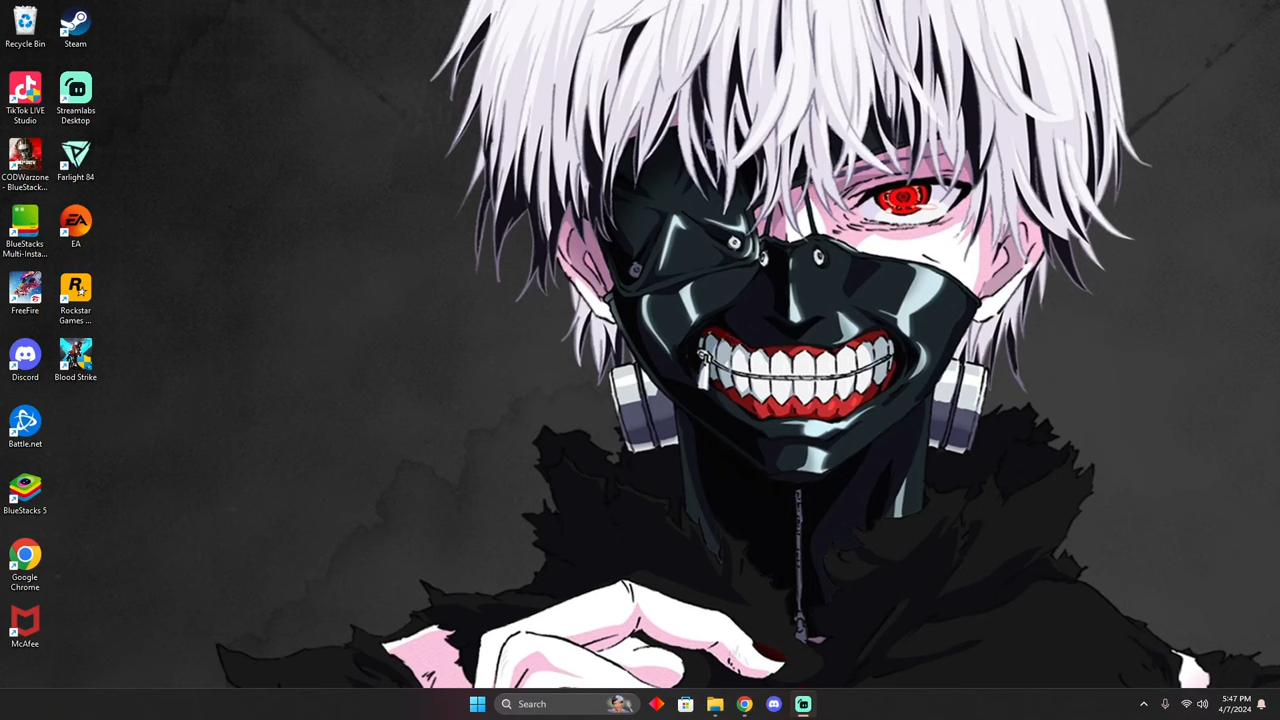 Recycle Bin
Steam
TikTok LIVE
Studio
Streamlabs
Desktop
CODWarzone
- BlueStack...
Farlight 84
BlueStacks
Multi-Insta...
EA
FreeFire
Rockstar
Games ...
Discord
Blood Strike
Battle.net
BlueStacks 5
Google
Chrome
McAfee
Search
5:47 PM
4/7/2024